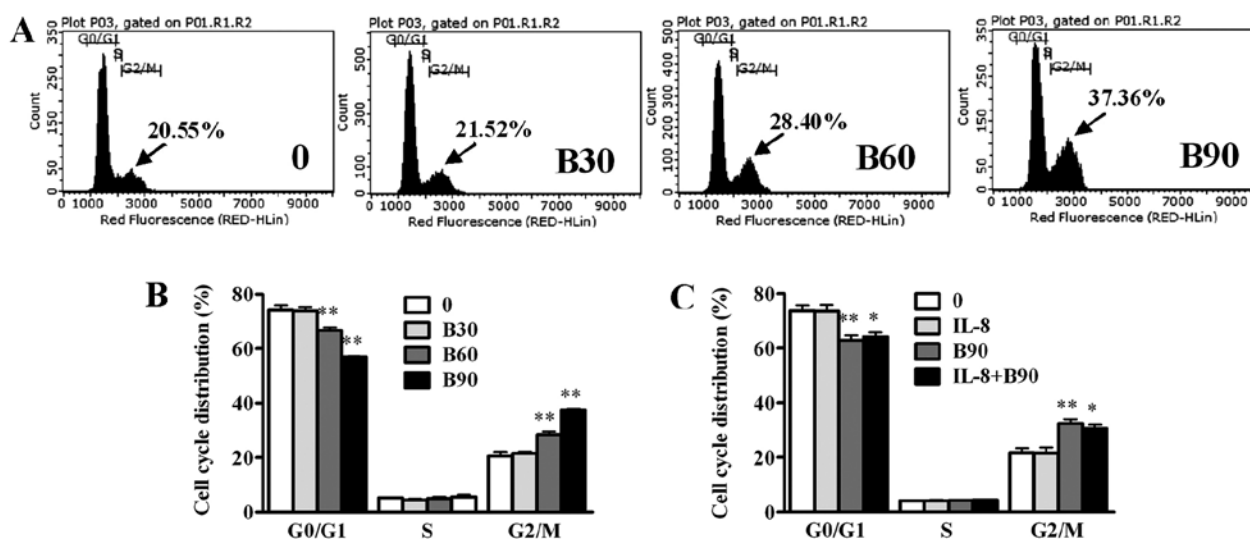 A
Plot P03, gated on P01.R1.R2
G0/G1
S
G2/M
20.55%
0
Count
350
250
150
50
0
0 1000 3000 5000 7000 9000
Red Fluorescence (RED-HLin)
Plot P03, gated on P01.R1.R2
G0/G1
S
G2/M
21.52%
B30
Count
500
300
100
0
0 1000 3000 5000 7000 9000
Red Fluorescence (RED-HLin)
Plot P03, gated on P01.R1.R2
G0/G1
S
G2/M
28.40%
B60
Count
500
400
300
200
100
0
0 1000 3000 5000 7000 9000
Red Fluorescence (RED-HLin)
Plot P03, gated on P01.R1.R2
G0/G1
S
G2/M
37.36%
B90
Count
350
250
150
50
0
0 1000 3000 5000 7000 9000
Red Fluorescence (RED-HLin)
B
Cell cycle distribution (%)
80
60
40
20
0
** **
** **
0
B30
B60
B90
G0/G1 S G2/M
C
Cell cycle distribution (%)
80
60
40
20
0
** *
** *
0
IL-8
B90
IL-8+B90
G0/G1 S G2/M